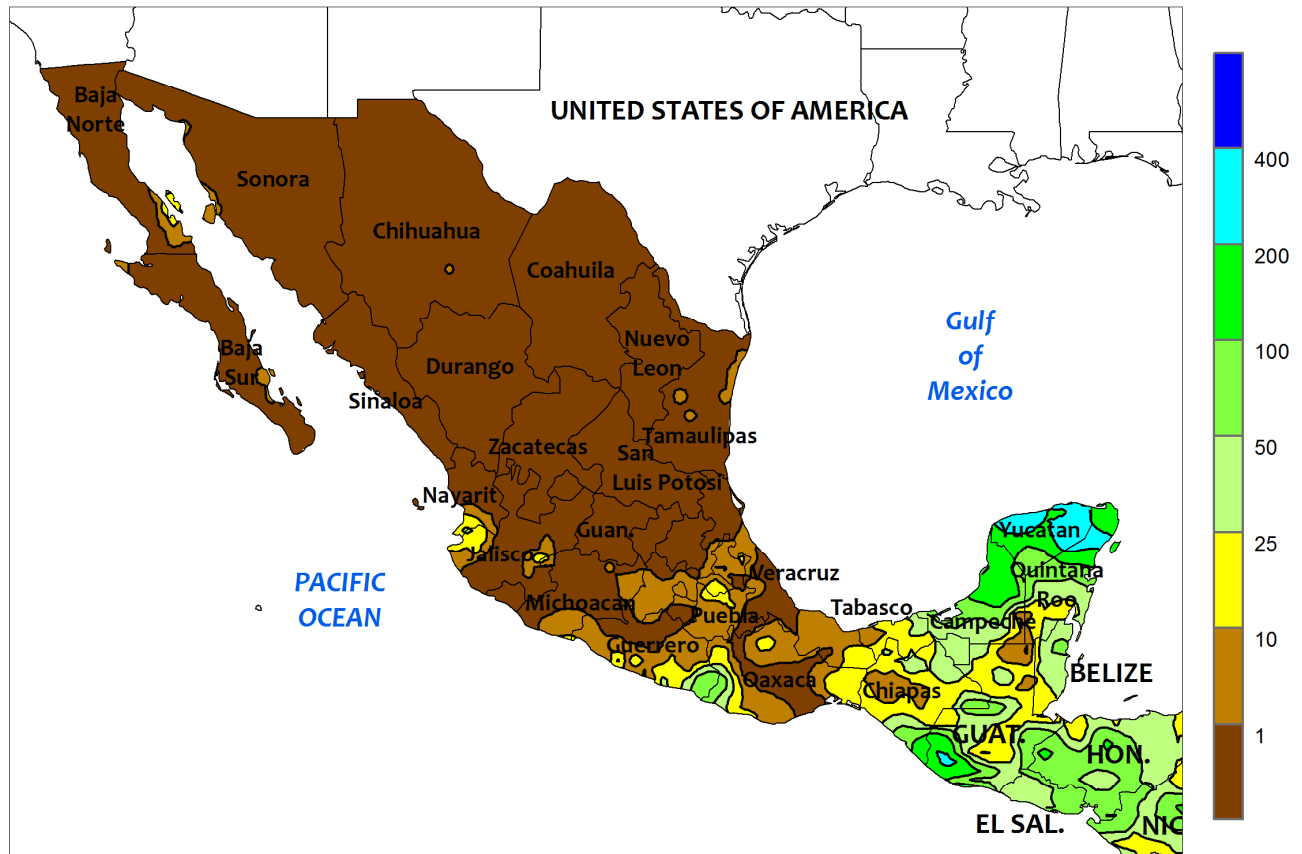 Baja
Norte
UNITED STATES OF AMERICA
Sonora
Chihuahua
Coahuila
Gulf
of
Mexico
Nuevo
Leon
Baja
Sur
Durango
Sinaloa
Tamaulipas
Zacatecas
San
Luis Potosi
Nayarit
Guan.
Jalisco
Yucatan
Quintana
Roo
PACIFIC
OCEAN
Veracruz
Michoacan
Puebla
Tabasco
Campeche
Guerrero
Oaxaca
Chiapas
BELIZE
GUAT.
HON.
EL SAL.
NIC
400
200
100
50
25
10
1